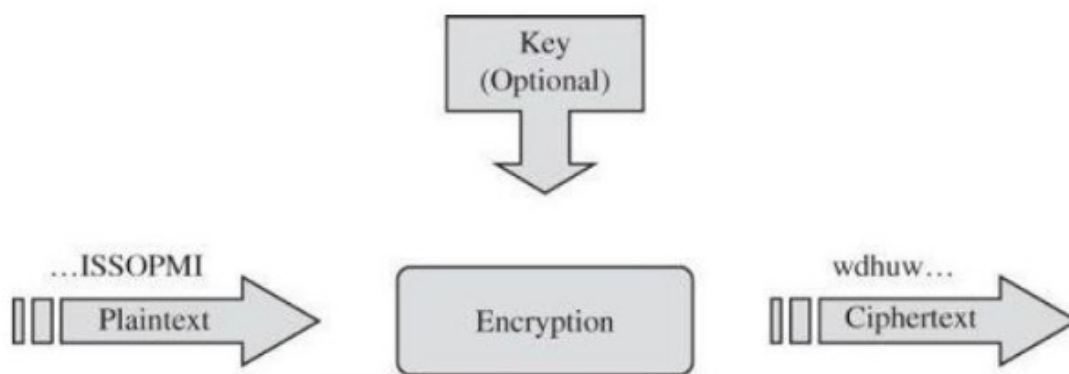 Key
(Optional)
...ISSOPMI
Plaintext
Encryption
wdhuw...
Ciphertext